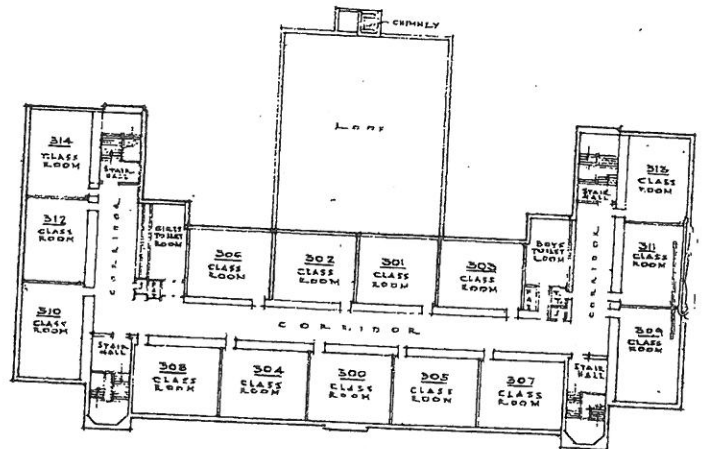 CHIMNEY
ROOF
314
CLASS
ROOM
STAIR
HALL
313
CLASS
ROOM
STAIR
HALL
312
CLASS
ROOM
CORRIDOR
GIRLS
TOILET
ROOM
306
CLASS
ROOM
302
CLASS
ROOM
301
CLASS
ROOM
303
CLASS
ROOM
BOYS
TOILET
ROOM
CORRIDOR
311
CLASS
ROOM
310
CLASS
ROOM
CORRIDOR
309
CLASS
ROOM
STAIR
HALL
308
CLASS
ROOM
304
CLASS
ROOM
300
CLASS
ROOM
305
CLASS
ROOM
307
CLASS
ROOM
STAIR
HALL